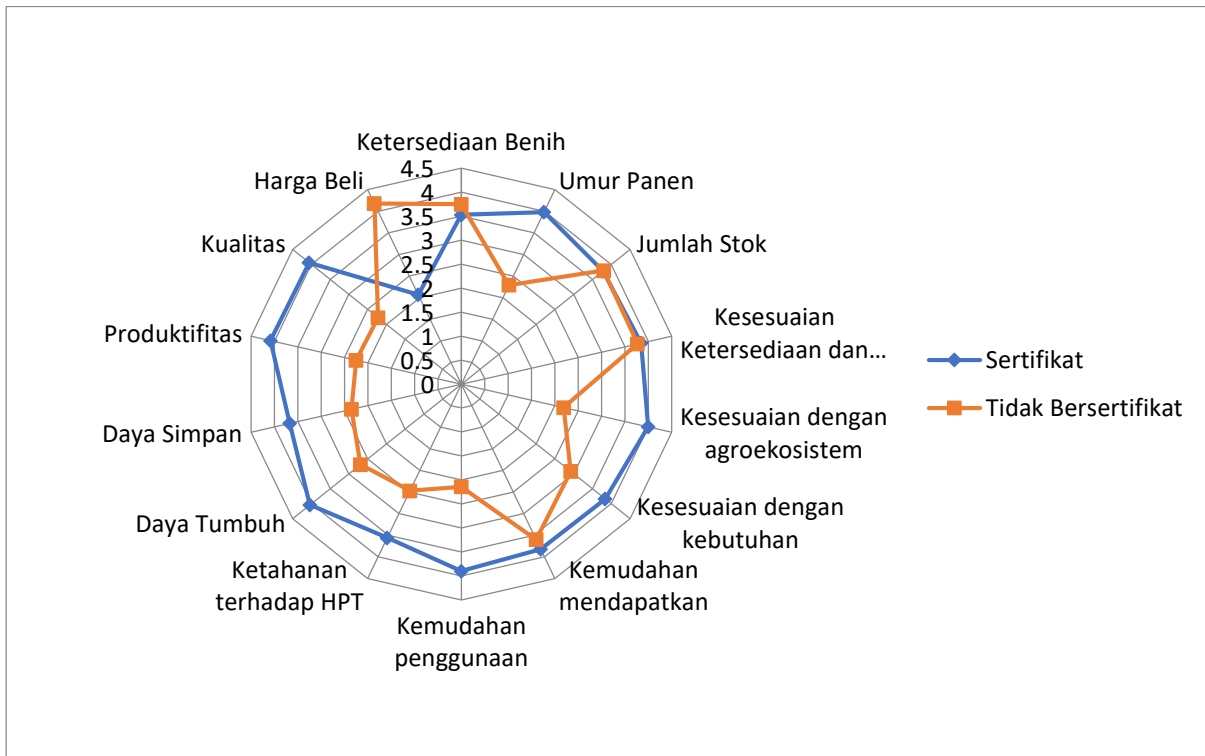 Ketersediaan Benih
Umur Panen
Jumlah Stok
Kesesuaian
Ketersediaan dan...
Kesesuaian dengan
agroekosistem
Kesesuaian dengan
kebutuhan
Kemudahan
mendapatkan
Kemudahan
penggunaan
Ketahanan
terhadap HPT
Daya Tumbuh
Daya Simpan
Produktifitas
Kualitas
Harga Beli
4.5
4
3.5
3
2.5
2
1.5
1
0.5
0
Sertifikat
Tidak Bersertifikat